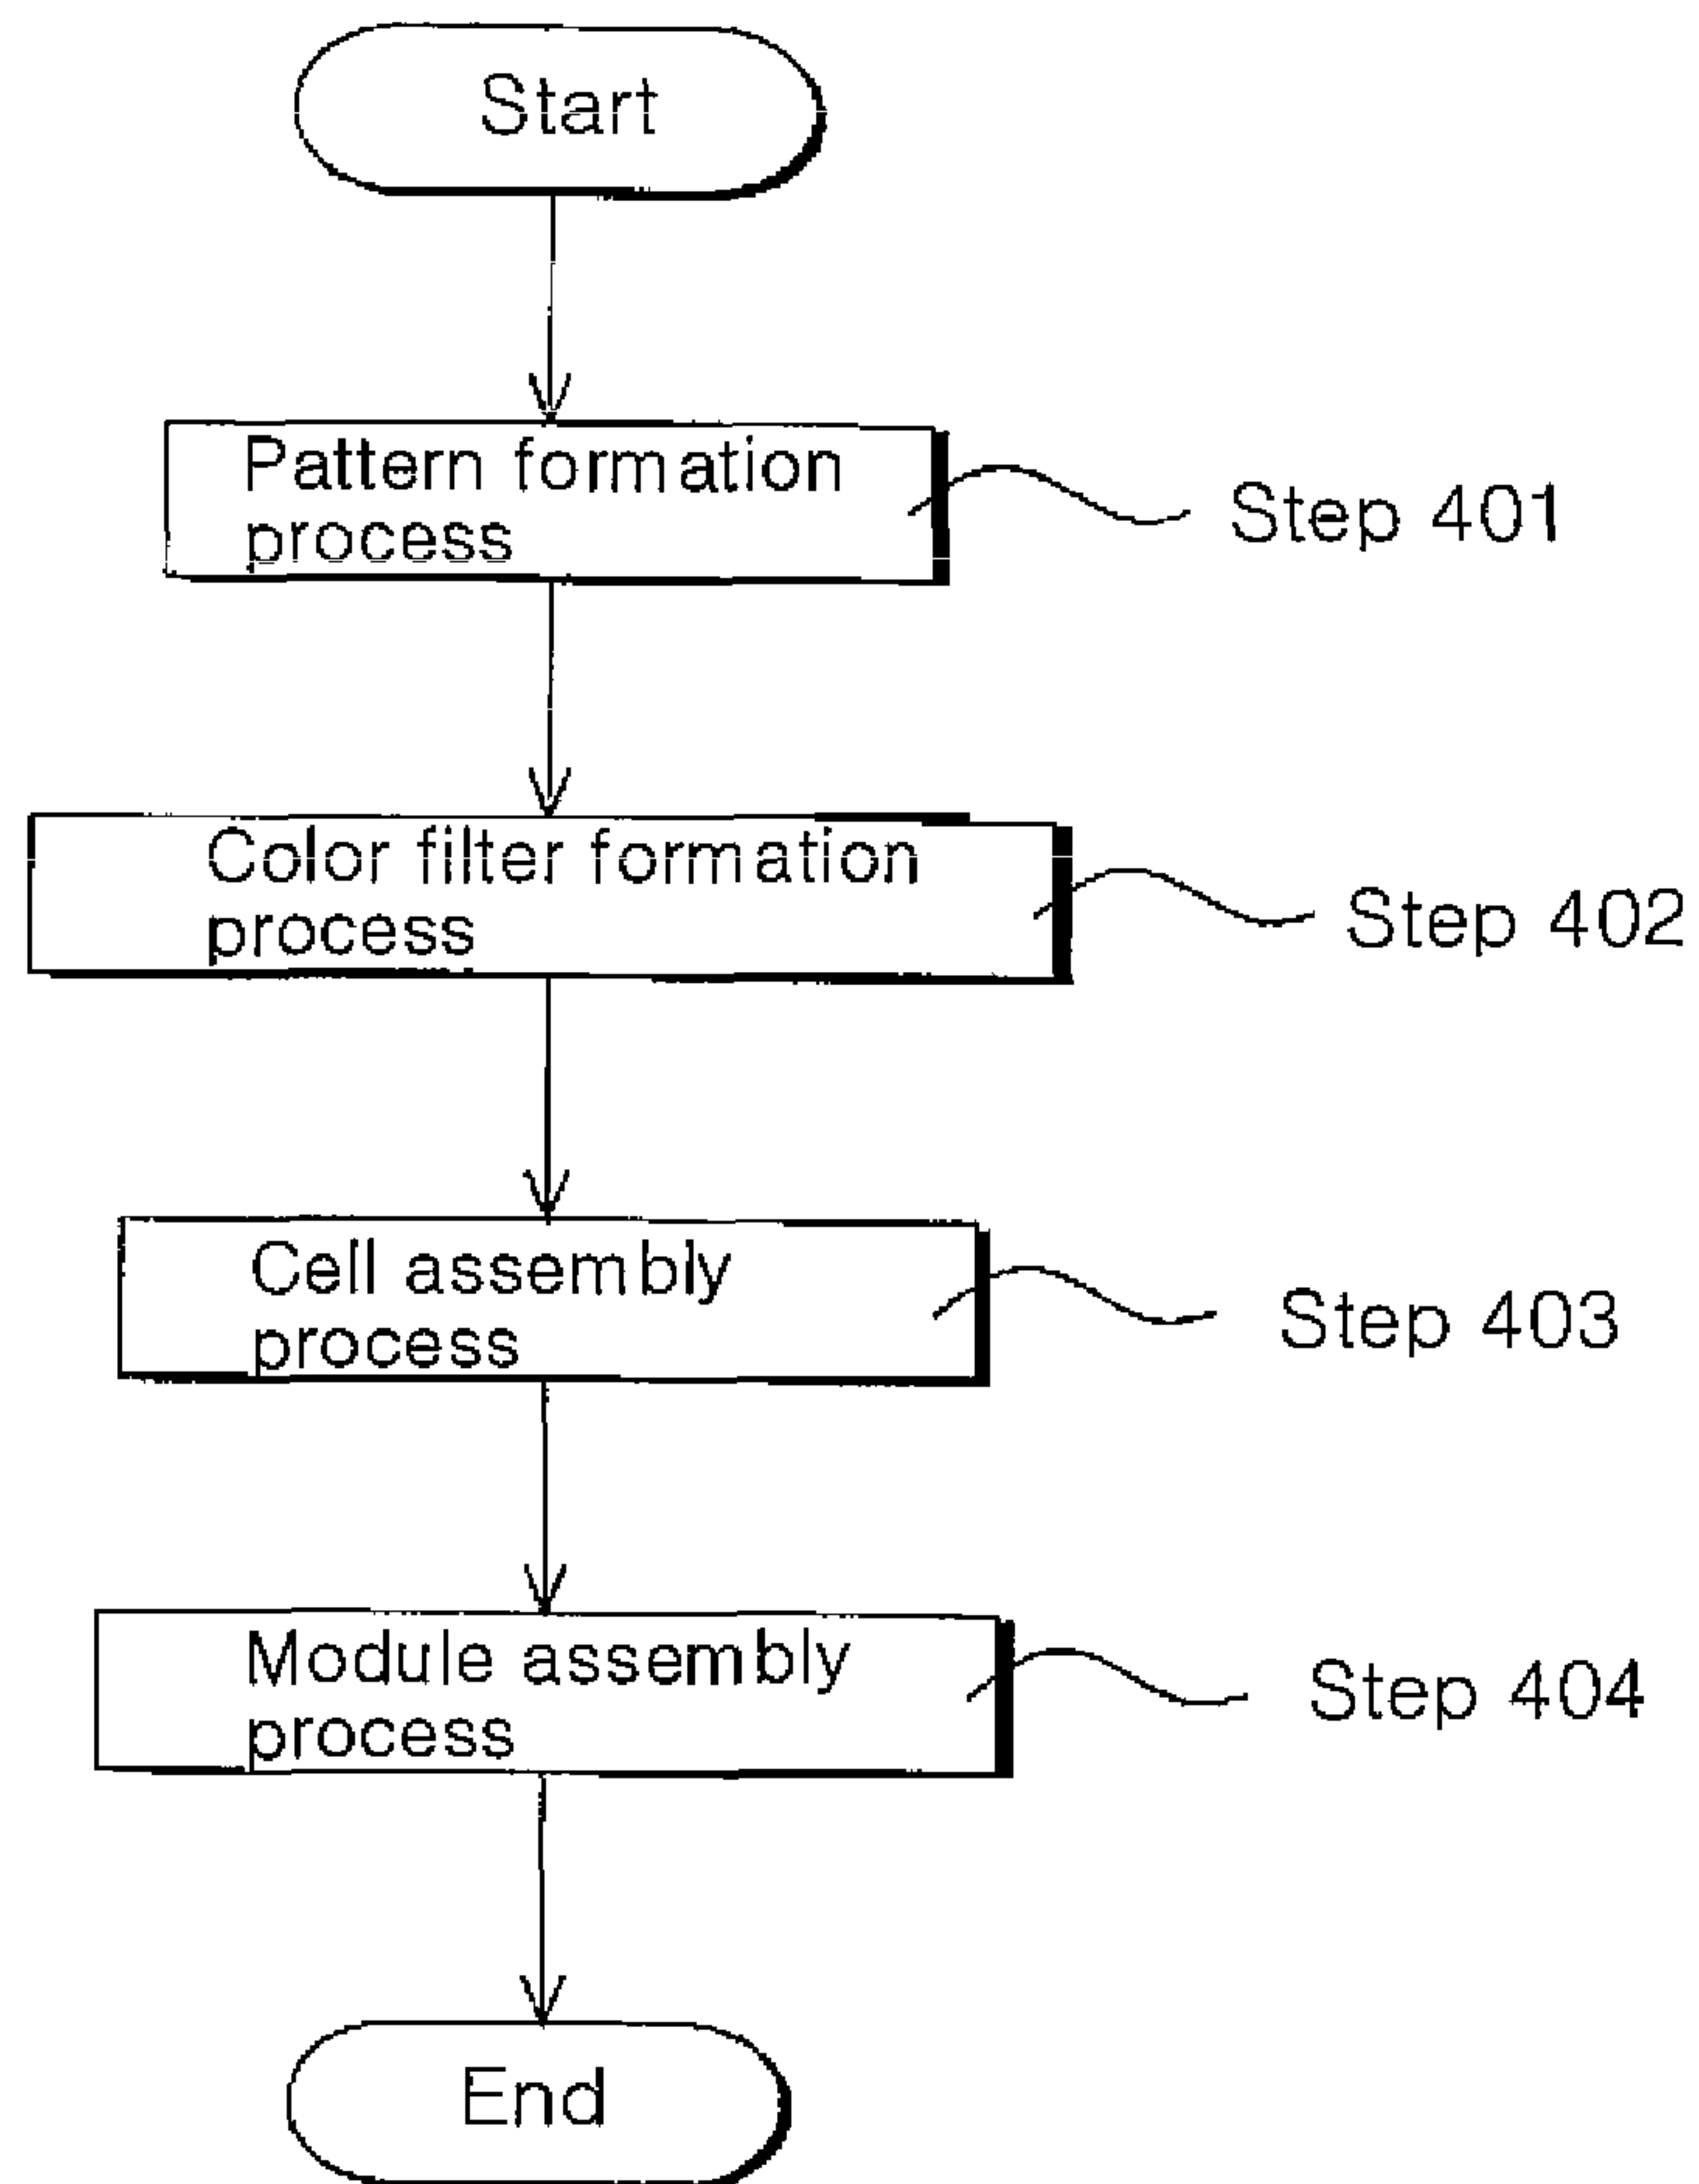 Start
Pattern formation
process
Step 401
Color filter formation
process
Step 402
Cell assembly
process
Step 403
Module assembly
process
Step 404
End